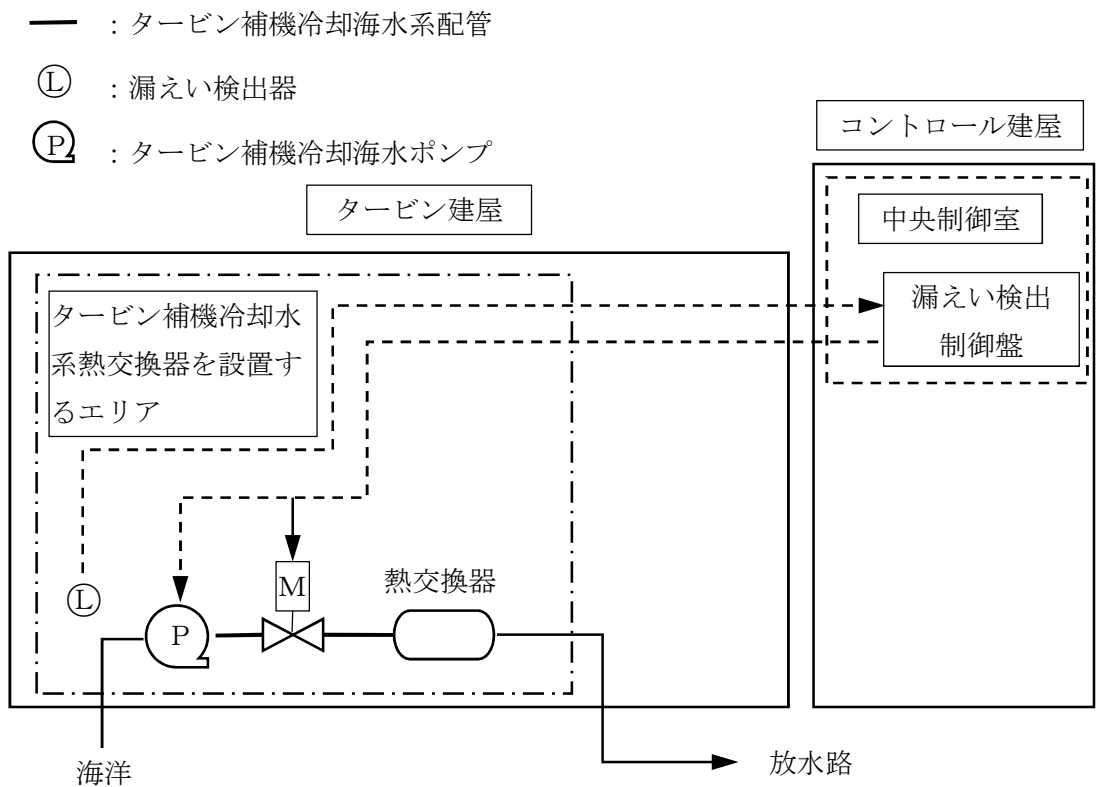 ：タービン補機冷却海水系配管
Ⓛ ：漏えい検出器
P ：タービン補機冷却海水ポンプ
コントロール建屋
タービン建屋
中央制御室
タービン補機冷却水
系熱交換器を設置す
るエリア
漏えい検出
制御盤
M
熱交換器
Ⓛ
P
海洋
放水路